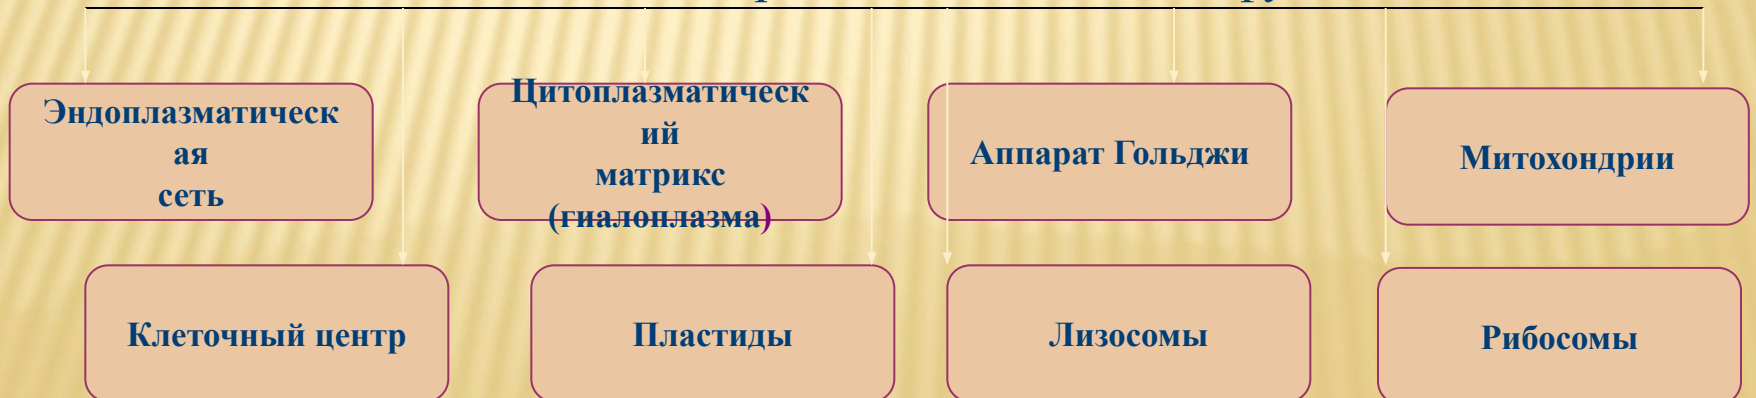 Эндоплазматическ
ая
сеть
Цитоплазматическ
ий
матрикс
(гиалоплазма)
Аппарат Гольджи
Митохондрии
Клеточный центр
Пластиды
Лизосомы
Рибосомы